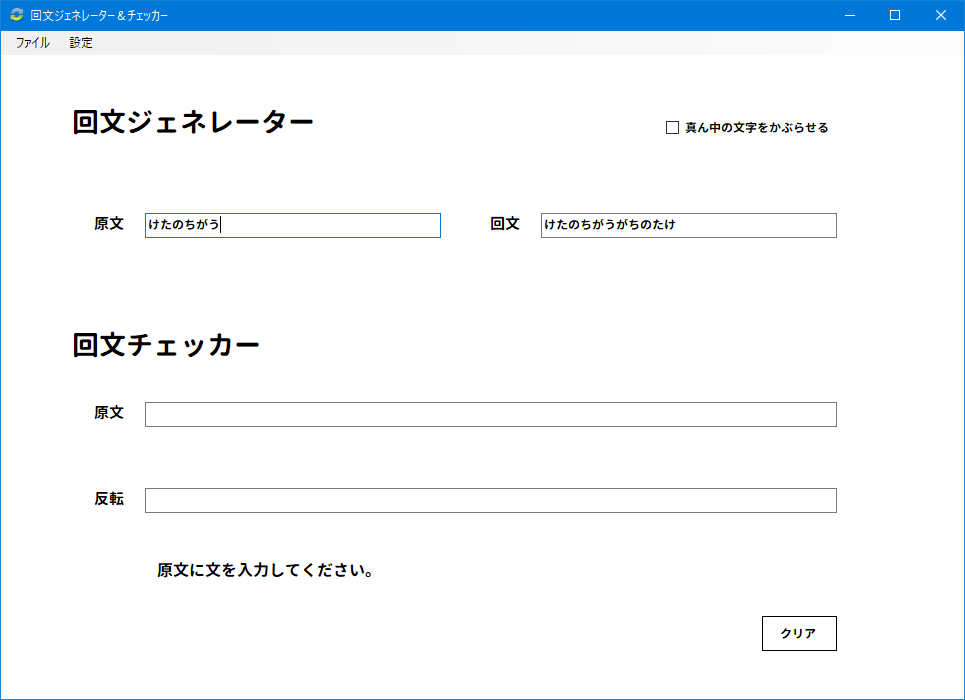 回文ジェネレーター＆チェッカー
ファイル 設定
回文ジェネレーター
真ん中の文字をかぶらせる
原文 けたのちがう 回文 けたのちがうがちのたけ
回文チェッカー
原文
反転
原文に文を入力してください。
クリア